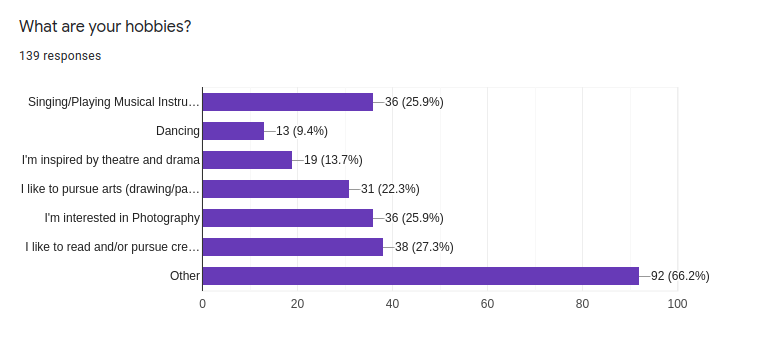 What are your hobbies?
139 responses
Singing/Playing Musical Instru… 36 (25.9%)
Dancing 13 (9.4%)
I'm inspired by theatre and drama 19 (13.7%)
I like to pursue arts (drawing/pa… 31 (22.3%)
I'm interested in Photography 36 (25.9%)
I like to read and/or pursue cre… 38 (27.3%)
Other 92 (66.2%)
0 20 40 60 80 100